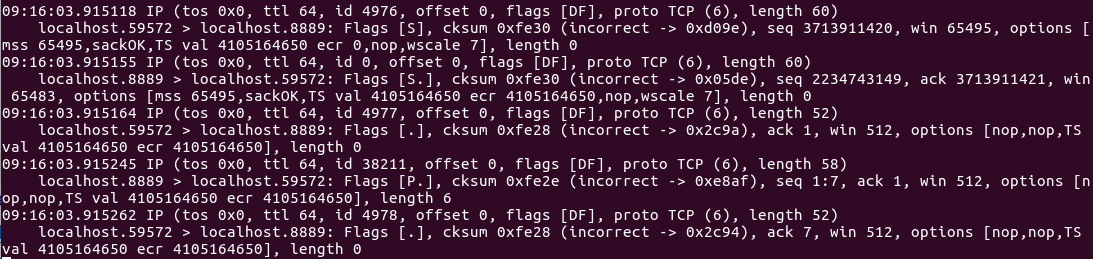 09:16:03.915118 IP (tos 0x0, ttl 64, id 4976, offset 0, flags [DF], proto TCP (6), length 60)
    localhost.59572 > localhost.8889: Flags [S], cksum 0xfe30 (incorrect -> 0xd09e), seq 3713911420, win 65495, options [
mss 65495,sackOK,TS val 4105164650 ecr 0,nop,wscale 7], length 0
09:16:03.915155 IP (tos 0x0, ttl 64, id 0, offset 0, flags [DF], proto TCP (6), length 60)
    localhost.8889 > localhost.59572: Flags [S.], cksum 0xfe30 (incorrect -> 0x05de), seq 2234743149, ack 3713911421, win
 65483, options [mss 65495,sackOK,TS val 4105164650 ecr 4105164650,nop,wscale 7], length 0
09:16:03.915164 IP (tos 0x0, ttl 64, id 4977, offset 0, flags [DF], proto TCP (6), length 52)
    localhost.59572 > localhost.8889: Flags [.], cksum 0xfe28 (incorrect -> 0x2c9a), ack 1, win 512, options [nop,nop,TS
val 4105164650 ecr 4105164650], length 0
09:16:03.915245 IP (tos 0x0, ttl 64, id 38211, offset 0, flags [DF], proto TCP (6), length 58)
    localhost.8889 > localhost.59572: Flags [P.], cksum 0xfe2e (incorrect -> 0xe8af), seq 1:7, ack 1, win 512, options [n
op,nop,TS val 4105164650 ecr 4105164650], length 6
09:16:03.915262 IP (tos 0x0, ttl 64, id 4978, offset 0, flags [DF], proto TCP (6), length 52)
    localhost.59572 > localhost.8889: Flags [.], cksum 0xfe28 (incorrect -> 0x2c94), ack 7, win 512, options [nop,nop,TS
val 4105164650 ecr 4105164650], length 0